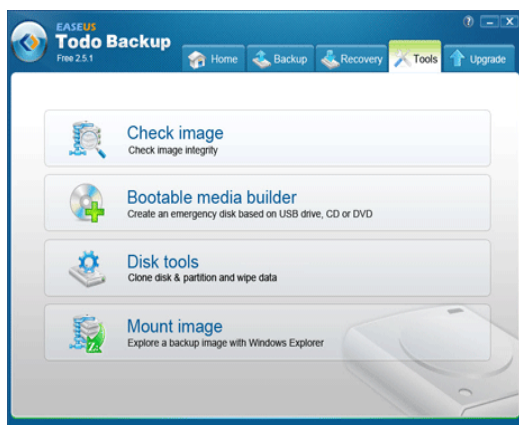 EASEUS
Todo Backup
Free 2.5.1
Home
Backup
Recovery
Tools
Upgrade
Check image
Check image integrity
Bootable media builder
Create an emergency disk based on USB drive, CD or DVD
Disk tools
Clone disk & partition and wipe data
Mount image
Explore a backup image with Windows Explorer